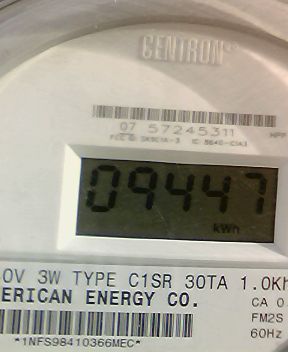 CENTRON®
07 57245311
09447
kWh
0V 3W TYPE C1SR 30TA 1.0Kh
ERICAN ENERGY CO.
CA 0
FM2S
60Hz
*1NFS98410366MEC*